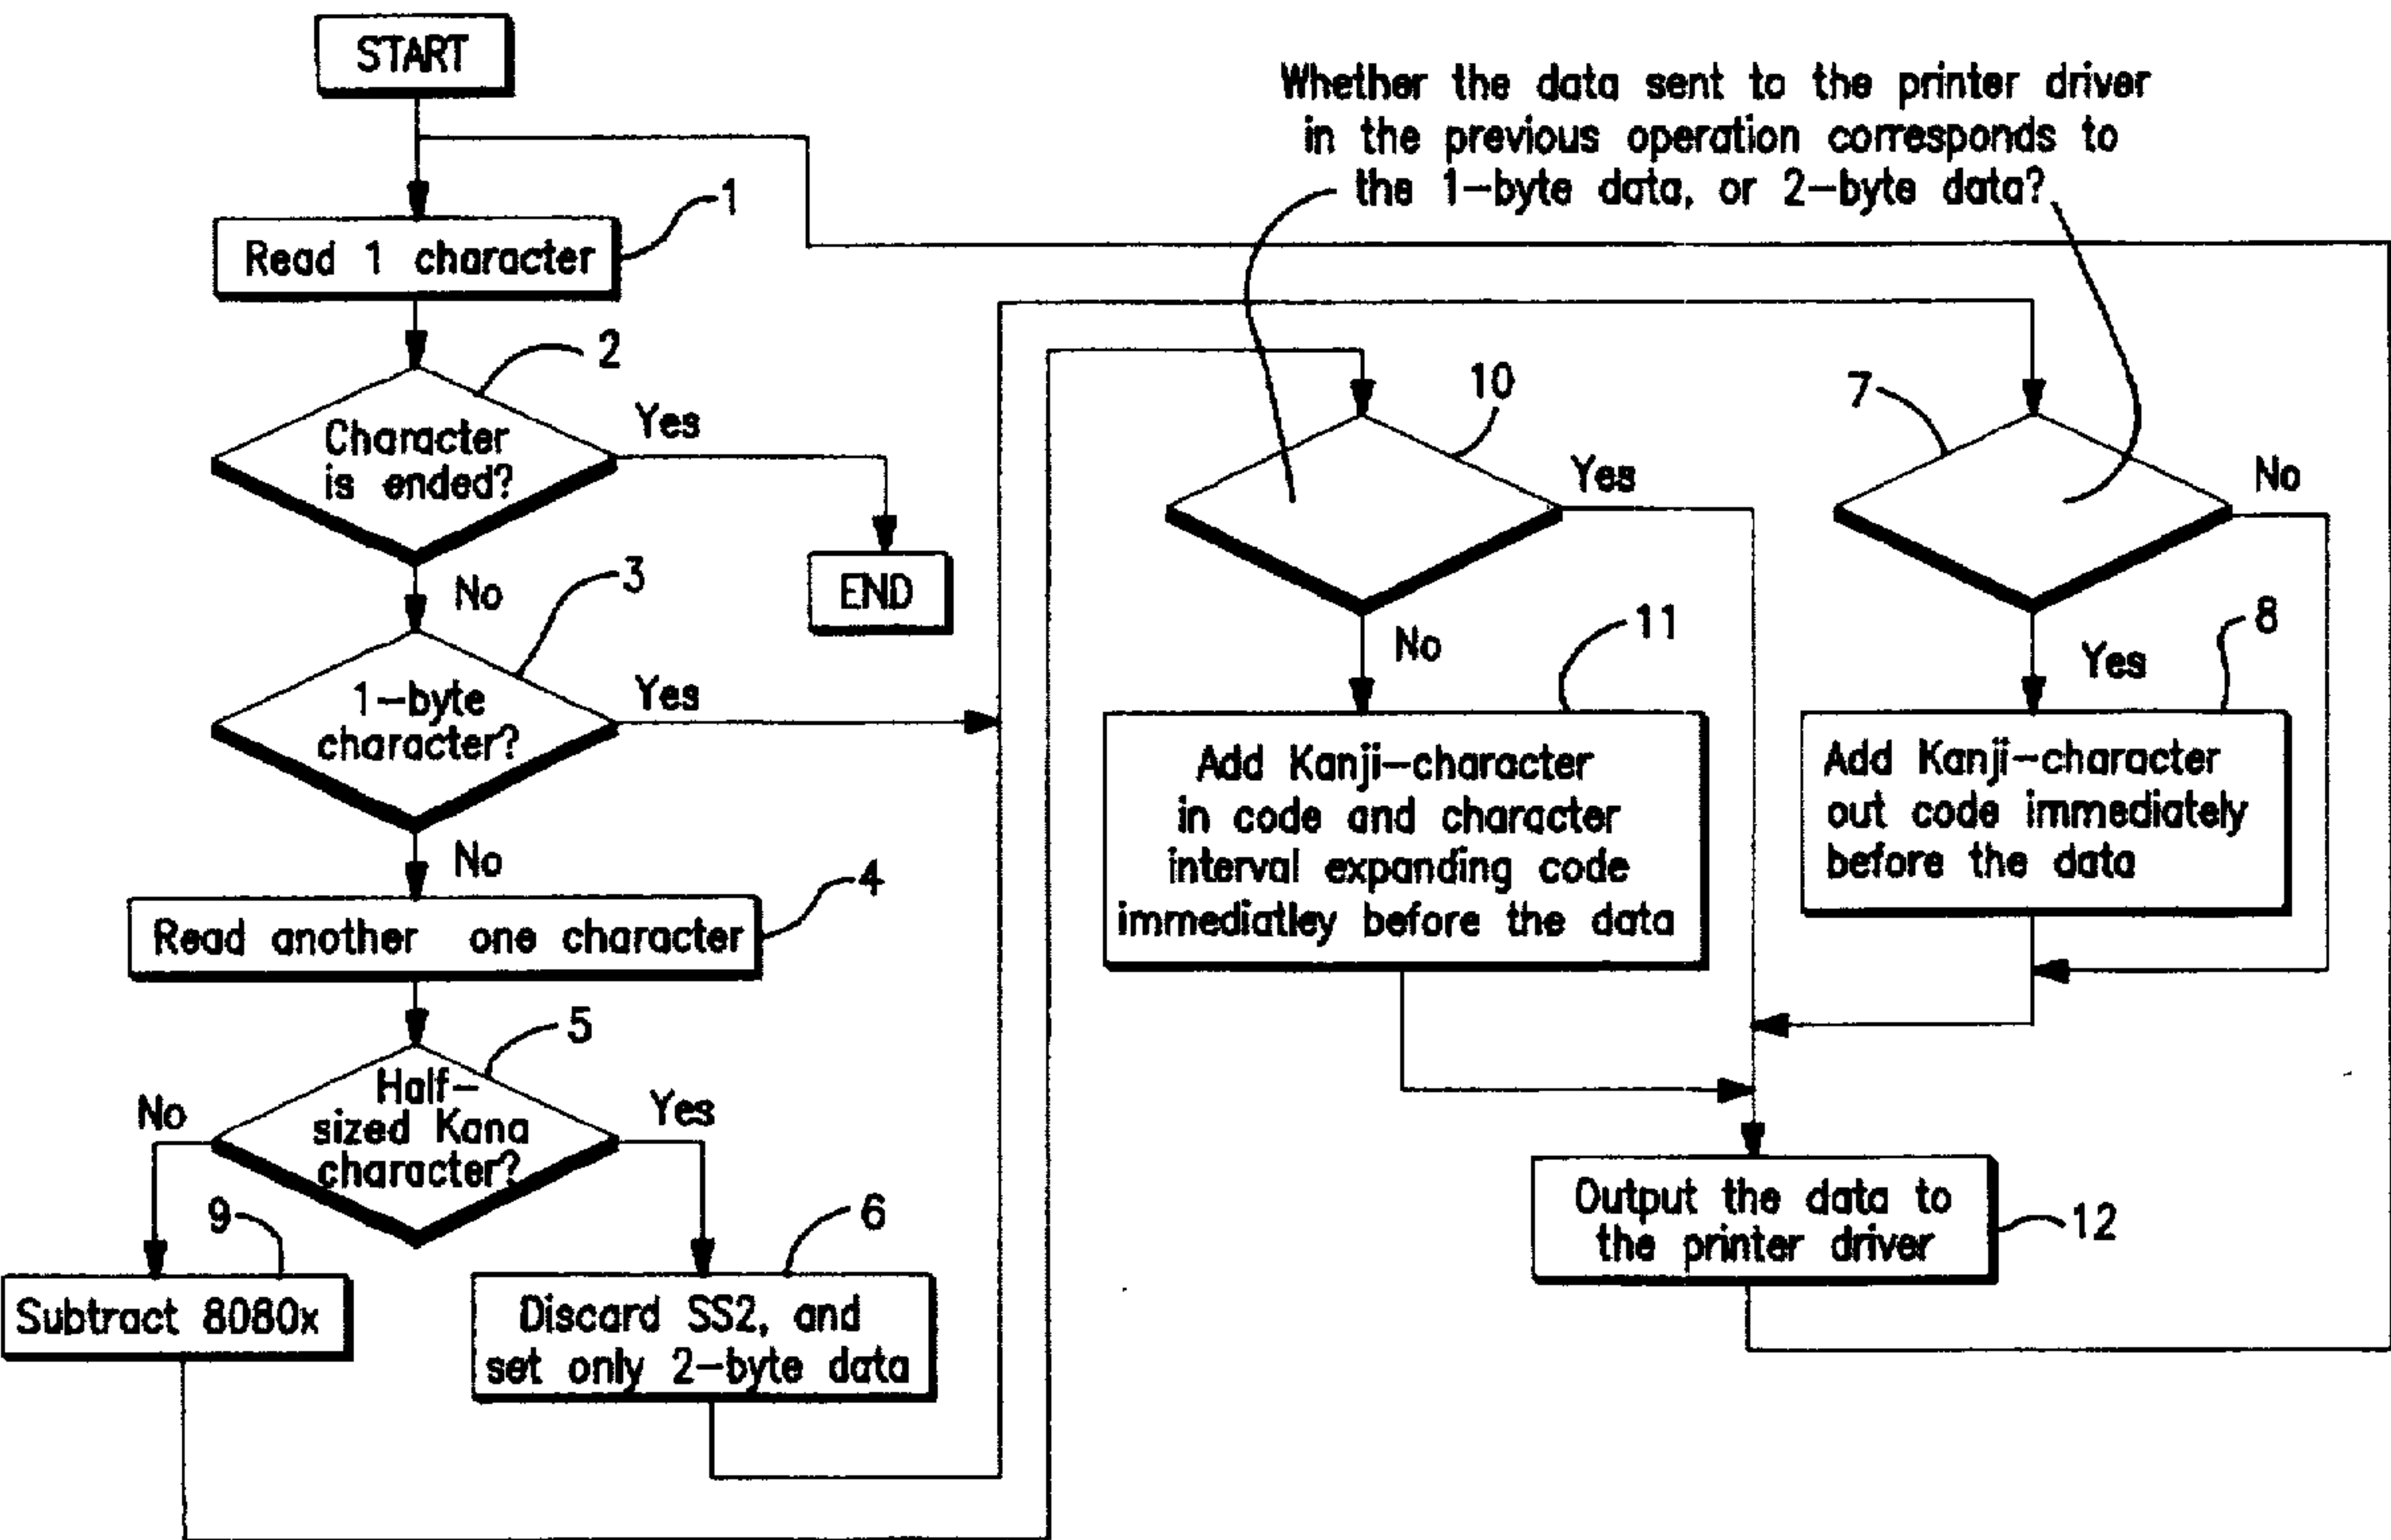 START
Whether the data sent to the printer driver
in the previous operation corresponds to
the 1-byte data, or 2-byte data?
1
Read 1 character
2
Character
is ended?
Yes
END
No
3
1-byte
character?
Yes
No
4
Read another one character
5
Half-
sized Kana
character?
No
Yes
9
Subtract 8080x
6
Discard SS2, and
set only 2-byte data
10
Yes
No
11
Add Kanji-character
in code and character
interval expanding code
immediatley before the data
7
No
Yes
8
Add Kanji-character
out code immediately
before the data
Output the data to
the printer driver
12